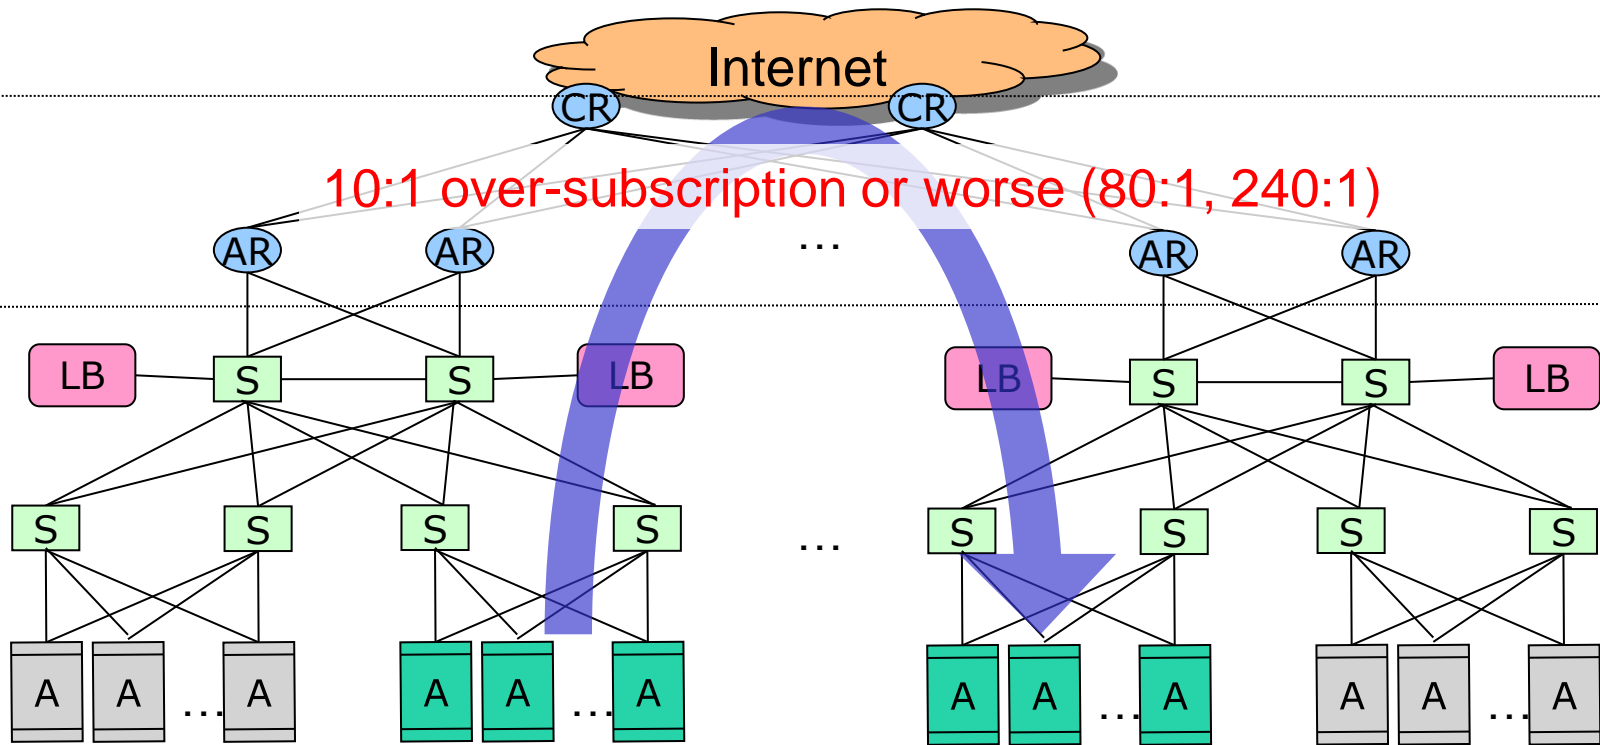 Internet
CR CR
10:1 over-subscription or worse (80:1, 240:1)
AR AR ... AR AR
LB S S LB ... LB S S LB
S S S S ... S S S S
A A ... A A A ... A A A ... A A A ... A